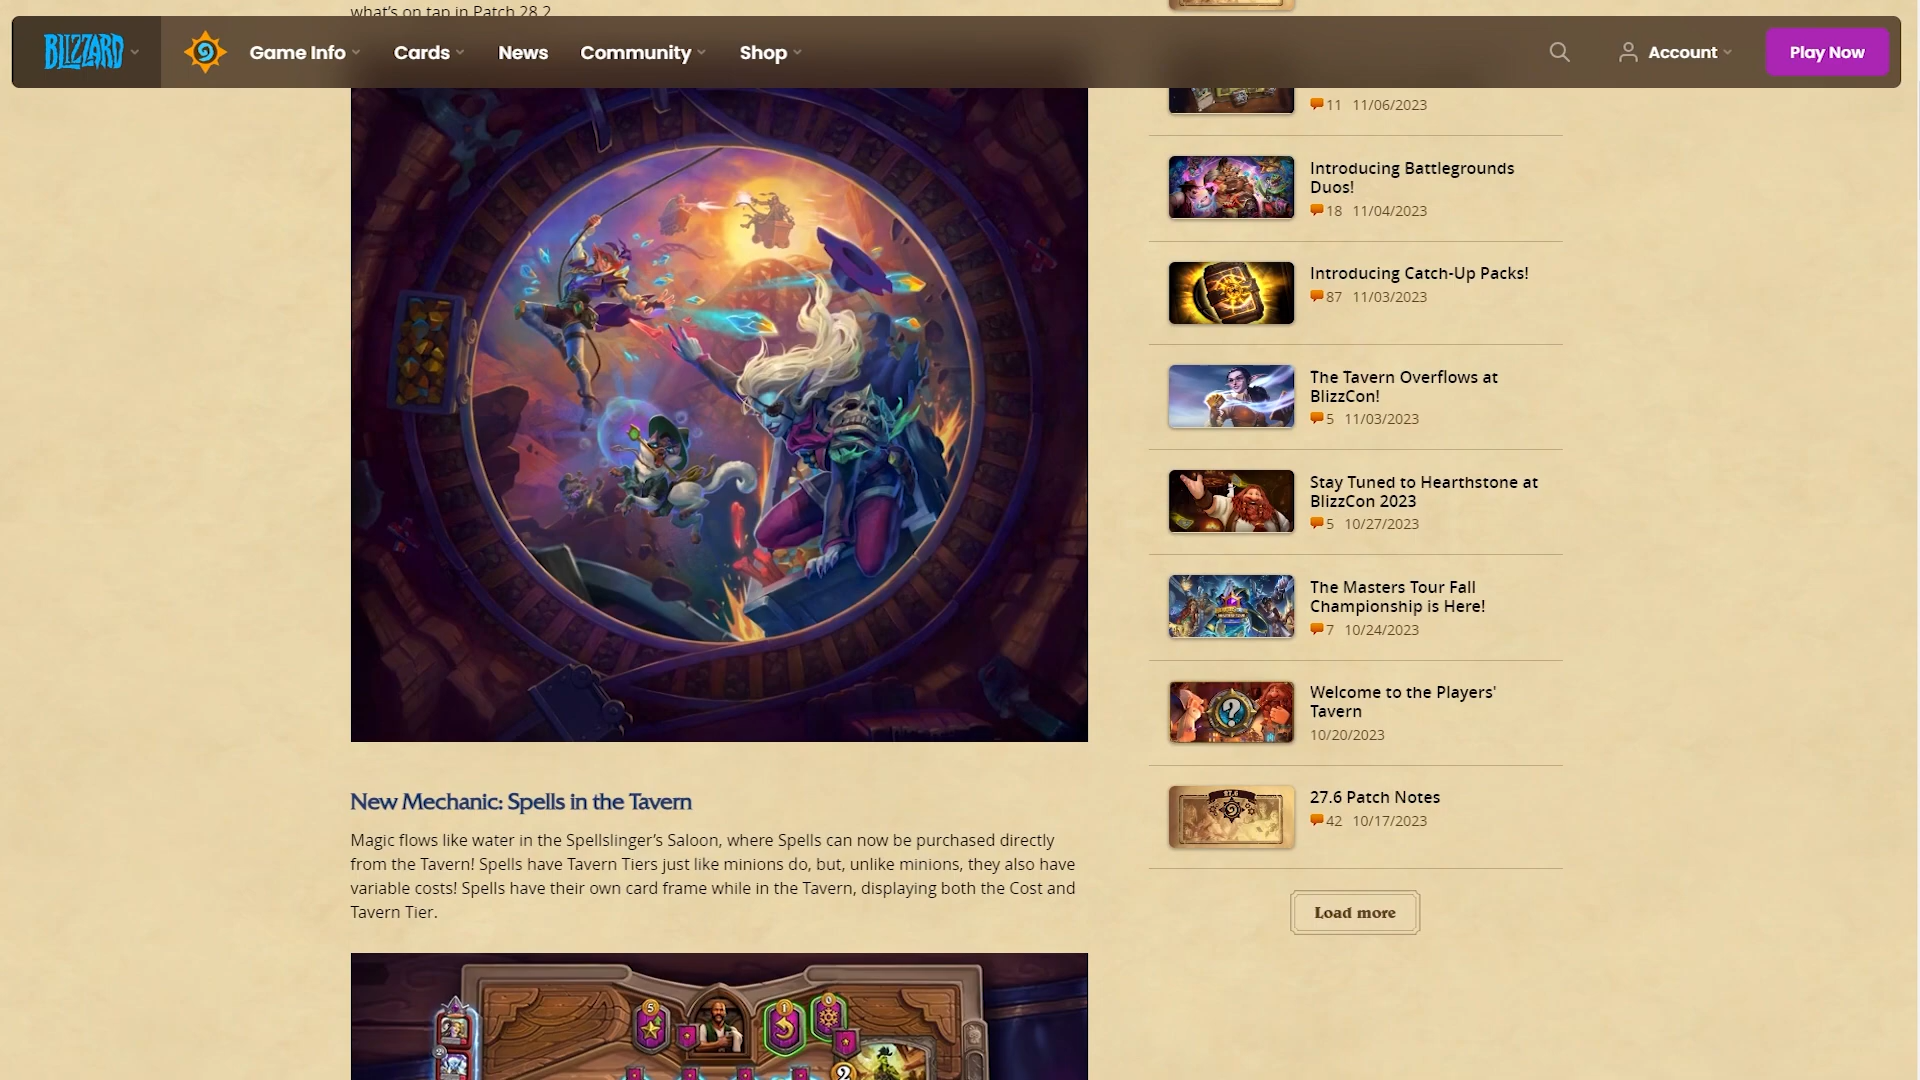 what's on tap in Patch 28.2
BLIZZARD
Game Info
Cards
News
Community
Shop
Account
Play Now
11 11/06/2023
Introducing Battlegrounds
Duos!
18 11/04/2023
Introducing Catch-Up Packs!
87 11/03/2023
The Tavern Overflows at
BlizzCon!
5 11/03/2023
Stay Tuned to Hearthstone at
BlizzCon 2023
5 10/27/2023
The Masters Tour Fall
Championship is Here!
7 10/24/2023
Welcome to the Players'
Tavern
10/20/2023
27.6
27.6 Patch Notes
42 10/17/2023
Load more
New Mechanic: Spells in the Tavern
Magic flows like water in the Spellslinger’s Saloon, where Spells can now be purchased directly
from the Tavern! Spells have Tavern Tiers just like minions do, but, unlike minions, they also have
variable costs! Spells have their own card frame while in the Tavern, displaying both the Cost and
Tavern Tier.
5
1
0
2
2